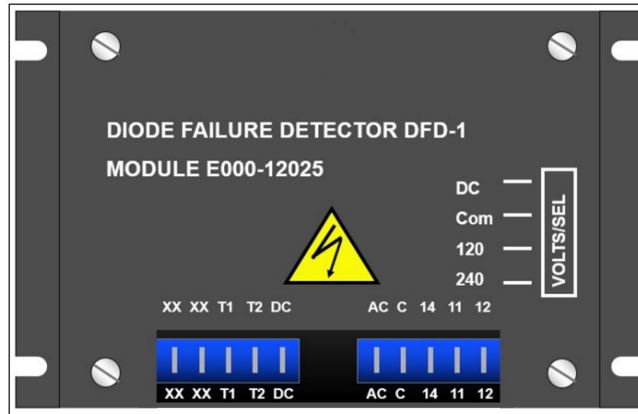 DIODE FAILURE DETECTOR DFD-1
MODULE E000-12025
DC
Com
120
240
VOLTS/SEL
XX XX T1 T2 DC
AC C 14 11 12
XX XX T1 T2 DC
AC C 14 11 12